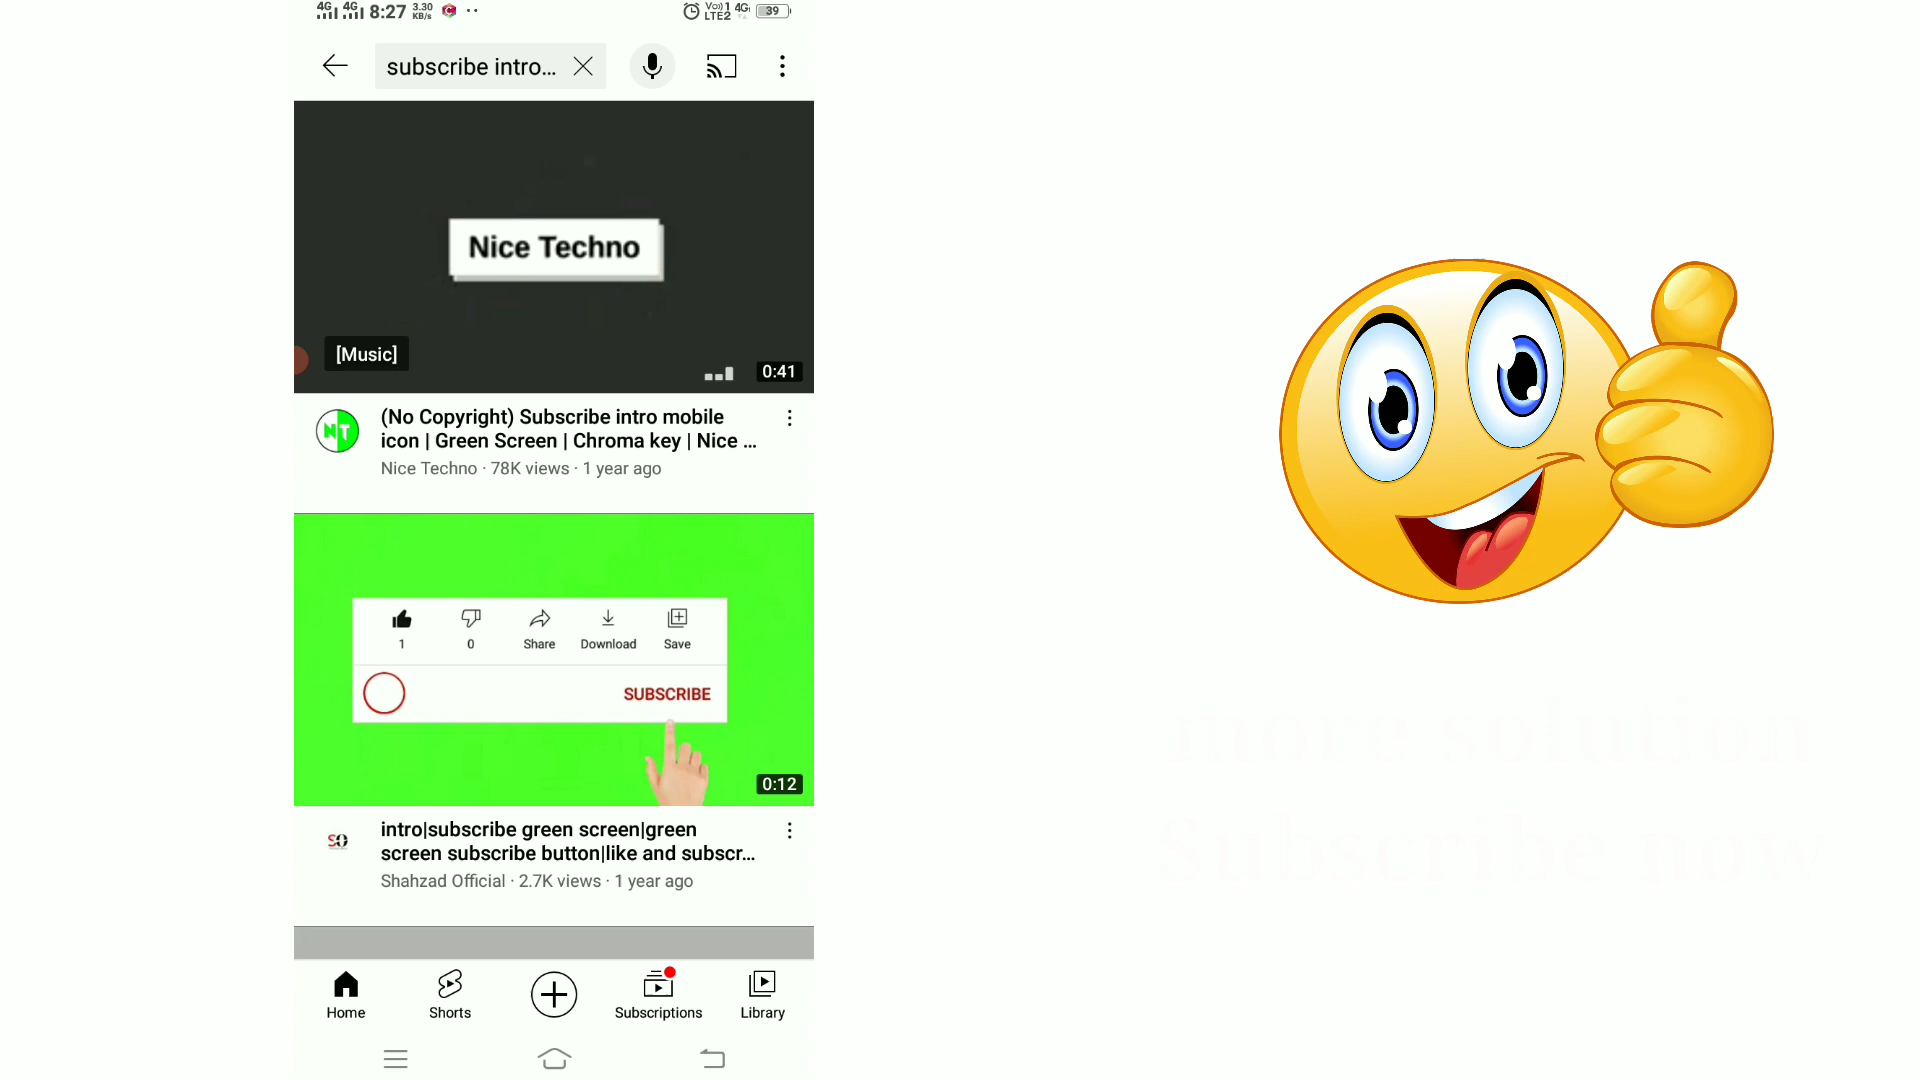 4G 4G 8:27 3.30 KB/s
Vo) 1 4G LTE2 39
subscribe intro...
Nice Techno
[Music]
0:41
NT
(No Copyright) Subscribe intro mobile
icon | Green Screen | Chroma key | Nice ...
Nice Techno · 78K views · 1 year ago
1 0 Share Download Save
SUBSCRIBE
0:12
SO
intro|subscribe green screen|green
screen subscribe button|like and subscr...
Shahzad Official · 2.7K views · 1 year ago
Home Shorts Subscriptions Library
more solution
Subscribe now